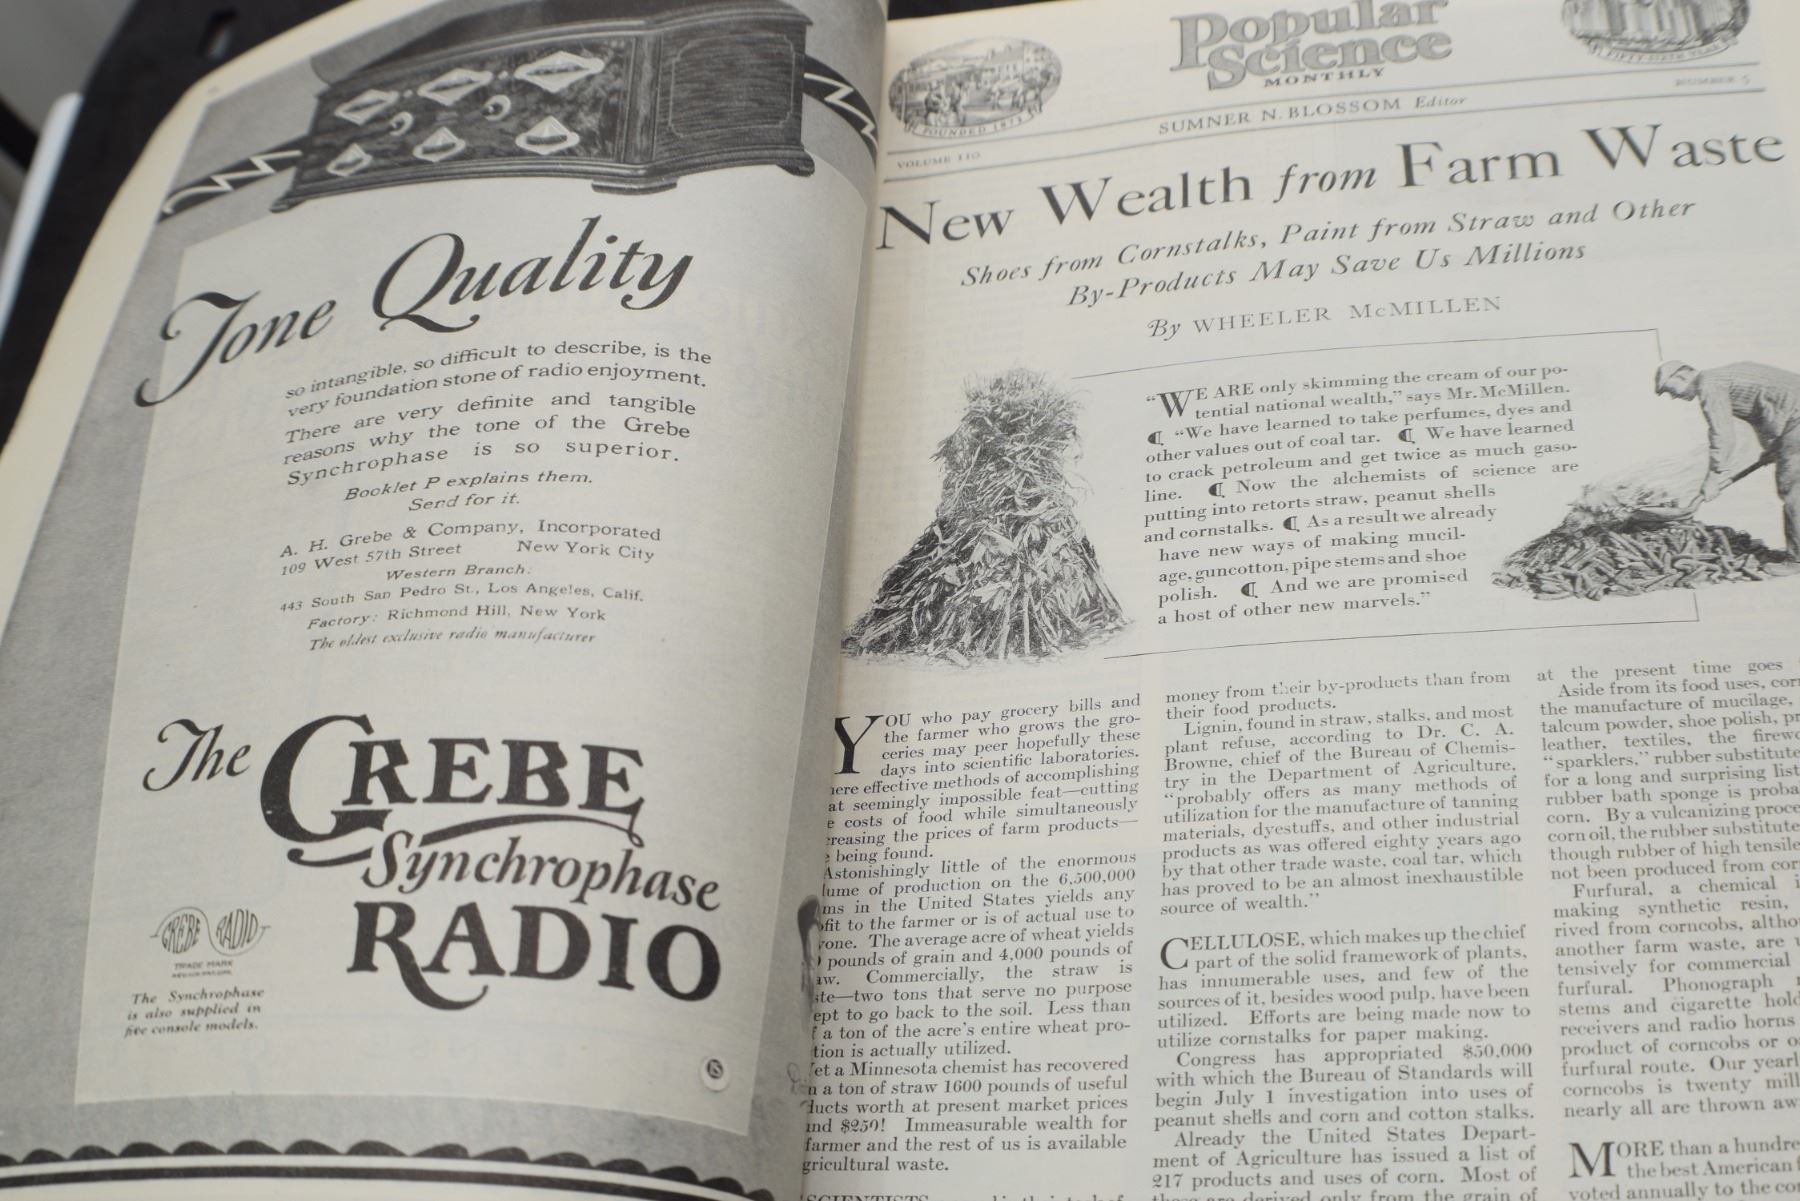 Tone Quality
so intangible, so difficult to describe, is the
very foundation stone of radio enjoyment.
There are very definite and tangible
reasons why the tone of the Grebe
Synchrophase is so superior.
Booklet P explains them.
Send for it.
A. H. Grebe & Company, Incorporated
109 West 57th Street New York City
Western Branch:
443 South San Pedro St., Los Angeles, Calif.
Factory: Richmond Hill, New York
The oldest exclusive radio manufacturer
The GREBE
Synchrophase
RADIO
GREBE RADIO
TRADE MARK
The Synchrophase
is also supplied in
five console models.
Popular
Science
MONTHLY
FOUNDED 1872
SUMNER N. BLOSSOM Editor
VOLUME 110
NUMBER 5
New Wealth from Farm Waste
Shoes from Cornstalks, Paint from Straw and Other
By-Products May Save Us Millions
By WHEELER McMILLEN
"WE ARE only skimming the cream of our po-
tential national wealth," says Mr. McMillen.
¶ "We have learned to take perfumes, dyes and
other values out of coal tar. ¶ We have learned
to crack petroleum and get twice as much gaso-
line. ¶ Now the alchemists of science are
putting into retorts straw, peanut shells
and cornstalks. ¶ As a result we already
have new ways of making mucil-
age, guncotton, pipe stems and shoe
polish. ¶ And we are promised
a host of other new marvels."
YOU who pay grocery bills and
the farmer who grows the gro-
ceries may peer hopefully these
days into scientific laboratories.
effective methods of accomplishing
seemingly impossible feat—cutting
costs of food while simultaneously
the prices of farm products—
being found.
Astonishingly little of the enormous
of production on the 6,500,000
in the United States yields any
to the farmer or is of actual use to
The average acre of wheat yields
pounds of grain and 4,000 pounds of
Commercially, the straw is
two tons that serve no purpose
to go back to the soil. Less than
a ton of the acre's entire wheat pro-
is actually utilized.
a Minnesota chemist has recovered
a ton of straw 1600 pounds of useful
worth at present market prices
$250! Immeasurable wealth for
farmer and the rest of us is available
waste.
money from their by-products than from
their food products.
Lignin, found in straw, stalks, and most
plant refuse, according to Dr. C. A.
Browne, chief of the Bureau of Chemis-
try in the Department of Agriculture,
"probably offers as many methods of
utilization for the manufacture of tanning
materials, dyestuffs, and other industrial
products as was offered eighty years ago
by that other trade waste, coal tar, which
has proved to be an almost inexhaustible
source of wealth."
CELLULOSE, which makes up the chief
part of the solid framework of plants,
has innumerable uses, and few of the
sources of it, besides wood pulp, have been
utilized. Efforts are being made now to
utilize cornstalks for paper making.
Congress has appropriated $50,000
with which the Bureau of Standards will
begin July 1 investigation into uses of
peanut shells and corn and cotton stalks.
Already the United States Depart-
ment of Agriculture has issued a list of
217 products and uses of corn. Most of
derived only from the grain of
at the present time goes
Aside from its food uses,
the manufacture of mucilage,
talcum powder, shoe polish,
leather, textiles, the
"sparklers," rubber
for a long and surprising list
rubber bath sponge is
corn. By a vulcanizing
corn oil, the rubber
though rubber of high tensile
not been produced from
Furfural, a chemical
making synthetic resin,
rived from corncobs,
another farm waste, are
tensively for commercial
furfural. Phonograph
stems and cigarette
receivers and radio horns
product of corncobs or
furfural route. Our
corncobs is twenty
nearly all are thrown
MORE than a
the best American
voted annually to the